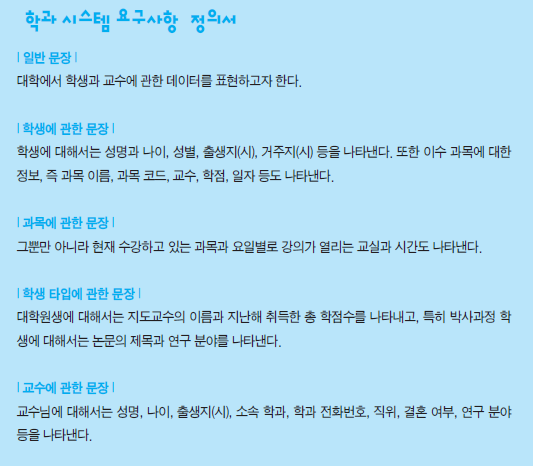 학과 시스템 요구사항 정의서
| 일반 문장 |
대학에서 학생과 교수에 관한 데이터를 표현하고자 한다.
| 학생에 관한 문장 |
학생에 대해서는 성명과 나이, 성별, 출생지(시), 거주지(시) 등을 나타낸다. 또한 이수 과목에 대한
정보, 즉 과목 이름, 과목 코드, 교수, 학점, 일자 등도 나타낸다.
| 과목에 관한 문장 |
그뿐만 아니라 현재 수강하고 있는 과목과 요일별로 강의가 열리는 교실과 시간도 나타낸다.
| 학생 타입에 관한 문장 |
대학원생에 대해서는 지도교수의 이름과 지난해 취득한 총 학점수를 나타내고, 특히 박사과정 학
생에 대해서는 논문의 제목과 연구 분야를 나타낸다.
| 교수에 관한 문장 |
교수님에 대해서는 성명, 나이, 출생지(시), 소속 학과, 학과 전화번호, 직위, 결혼 여부, 연구 분야
등을 나타낸다.